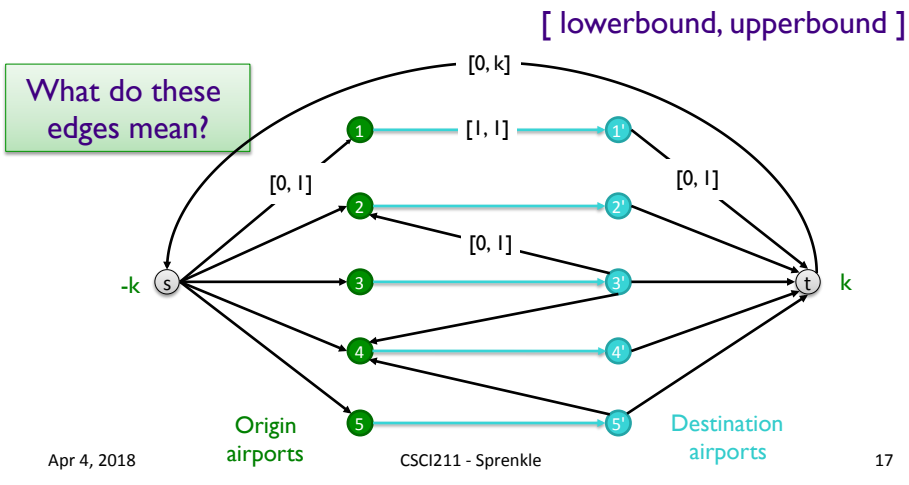 [ lowerbound, upperbound ]
[0, k]
What do these
edges mean?
1
[1, 1]
1'
[0, 1]
[0, 1]
2
2'
[0, 1]
-k
s
3
3'
t
k
4
4'
5
5'
Origin
airports
Destination
airports
Apr 4, 2018
CSCI211 - Sprenkle
17